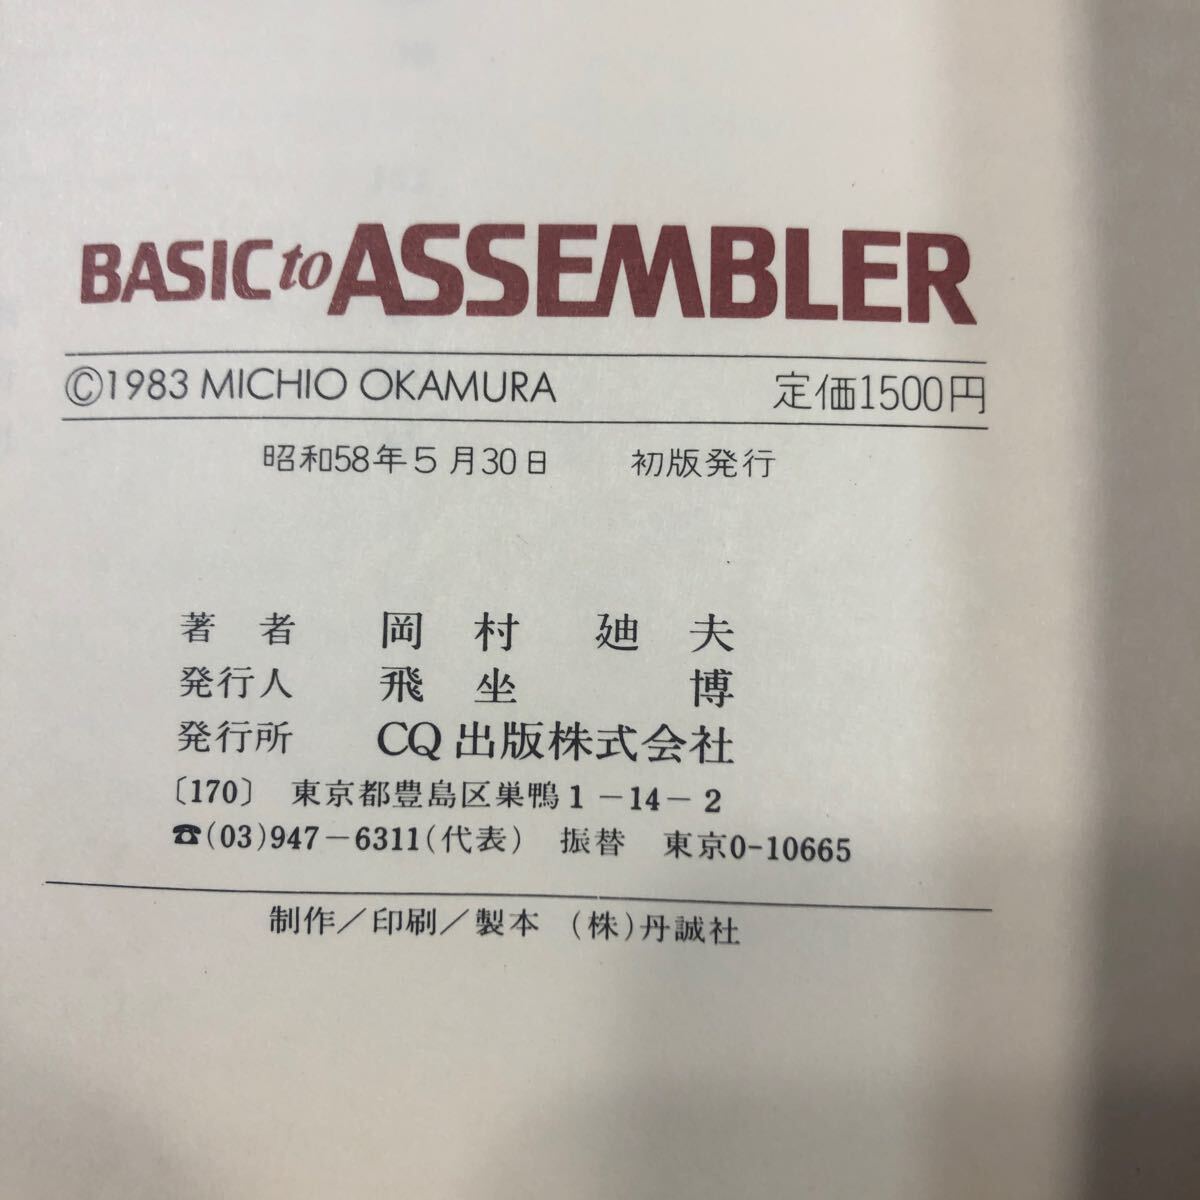 BASIC to ASSEMBLER
©1983 MICHIO OKAMURA 定価1500円
昭和58年5月30日 初版発行
著者 岡村 廸夫
発行人 飛坐 博
発行所 CQ出版株式会社
〔170〕 東京都豊島区巣鴨1-14-2
☎(03)947-6311(代表) 振替 東京0-10665
制作/印刷/製本 (株)丹誠社